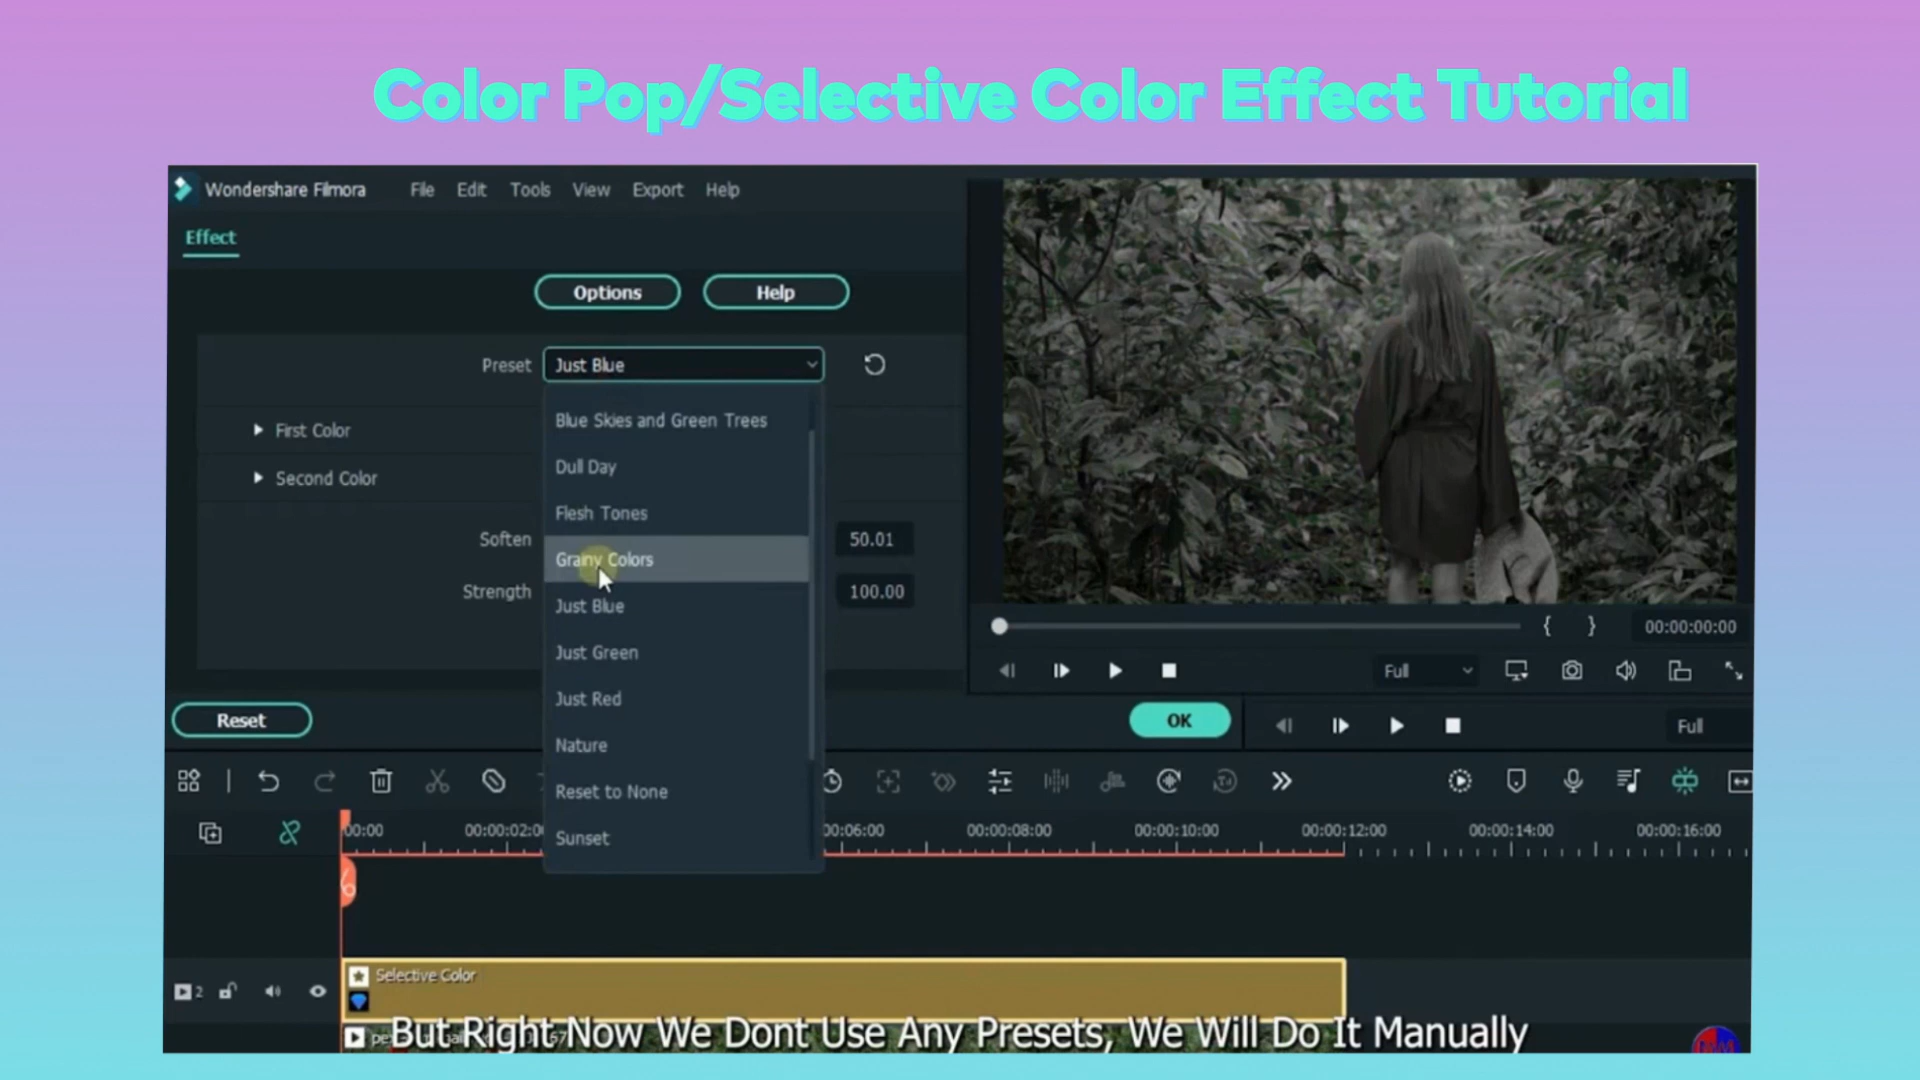 Color Pop/Selective Color Effect Tutorial
Wondershare Filmora File Edit Tools View Export Help
Effect
Options Help
Preset Just Blue
Blue Skies and Green Trees
First Color
Dull Day
Second Color
Flesh Tones
Soften 50.01
Grainy Colors
Strength 100.00
Just Blue
Just Green
Just Red
Nature
Reset to None
Sunset
{ } 00:00:00:00
Full
Reset OK Full
00:00 00:00:02:0 00:06:00 00:00:08:00 00:00:10:00 00:00:12:00 00:00:14:00 00:00:16:00
2 Selective Color
But Right Now We Dont Use Any Presets, We Will Do It Manually